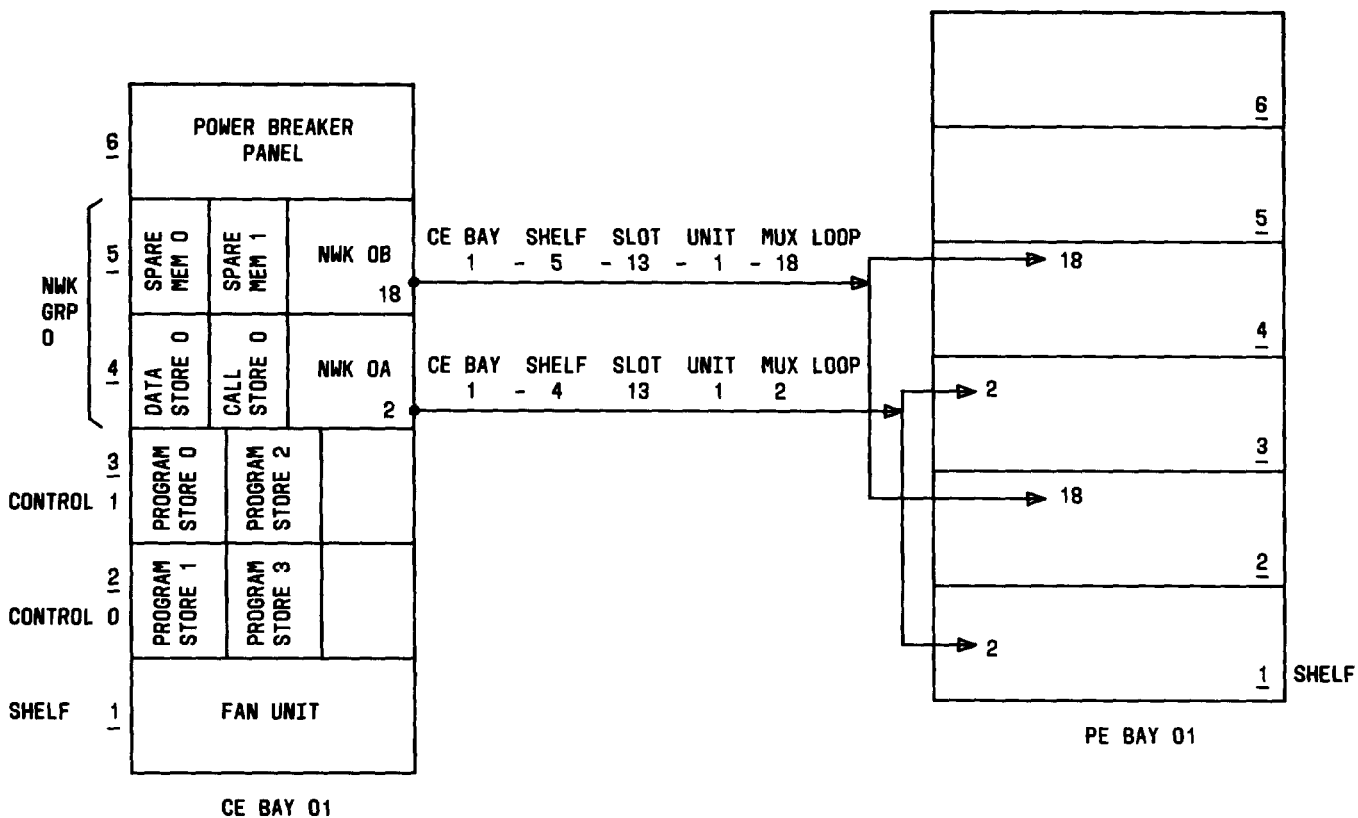 6
POWER BREAKER
PANEL
NWK
GRP
0
5
SPARE
MEM 0
SPARE
MEM 1
NWK 0B
18
4
DATA
STORE 0
CALL
STORE 0
NWK 0A
2
3
CONTROL 1
PROGRAM
STORE 0
PROGRAM
STORE 2
2
CONTROL 0
PROGRAM
STORE 1
PROGRAM
STORE 3
SHELF 1
FAN UNIT
CE BAY 01
CE BAY SHELF SLOT UNIT MUX LOOP
1 - 5 - 13 - 1 - 18
CE BAY SHELF SLOT UNIT MUX LOOP
1 - 4 13 1 2
6
5
18
4
2
3
18
2
2
1 SHELF
PE BAY 01